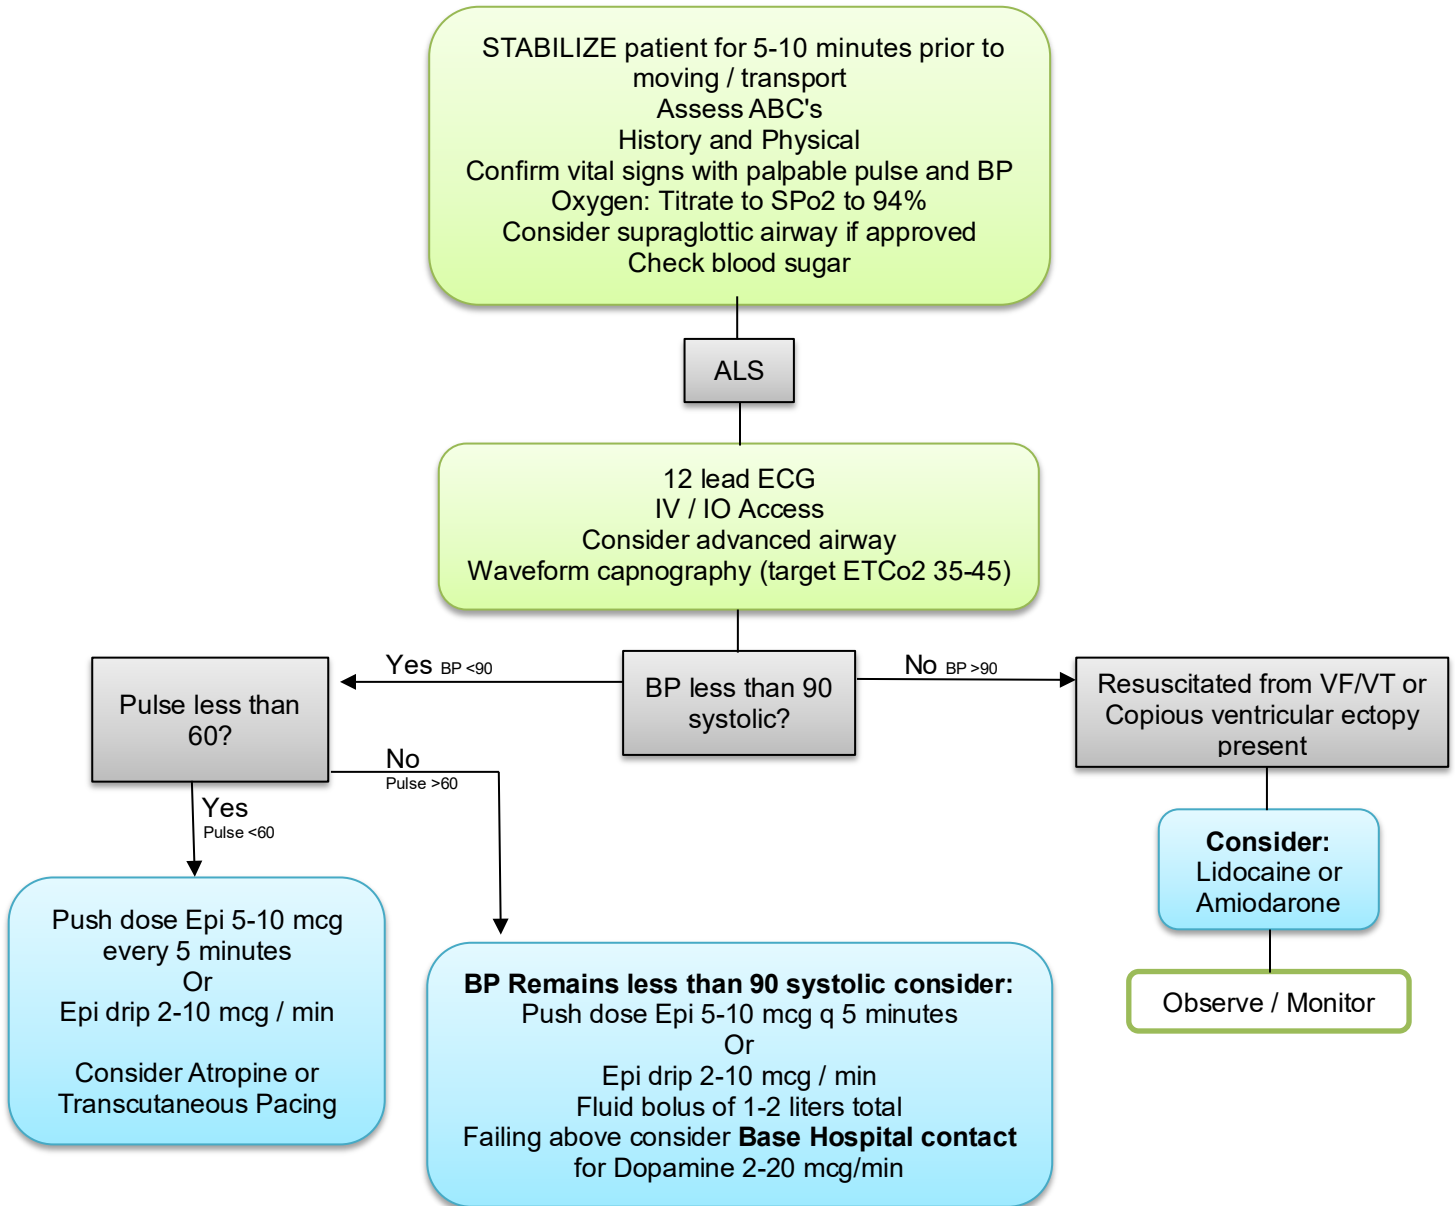 STABILIZE patient for 5-10 minutes prior to
moving / transport
Assess ABC's
History and Physical
Confirm vital signs with palpable pulse and BP
Oxygen: Titrate to SPo2 to 94%
Consider supraglottic airway if approved
Check blood sugar
ALS
12 lead ECG
IV / IO Access
Consider advanced airway
Waveform capnography (target ETCo2 35-45)
BP less than 90
systolic?
Yes BP <90
No BP >90
Pulse less than
60?
Yes
Pulse <60
No
Pulse >60
Push dose Epi 5-10 mcg
every 5 minutes
Or
Epi drip 2-10 mcg / min
Consider Atropine or
Transcutaneous Pacing
BP Remains less than 90 systolic consider:
Push dose Epi 5-10 mcg q 5 minutes
Or
Epi drip 2-10 mcg / min
Fluid bolus of 1-2 liters total
Failing above consider Base Hospital contact
for Dopamine 2-20 mcg/min
Resuscitated from VF/VT or
Copious ventricular ectopy
present
Consider:
Lidocaine or
Amiodarone
Observe / Monitor